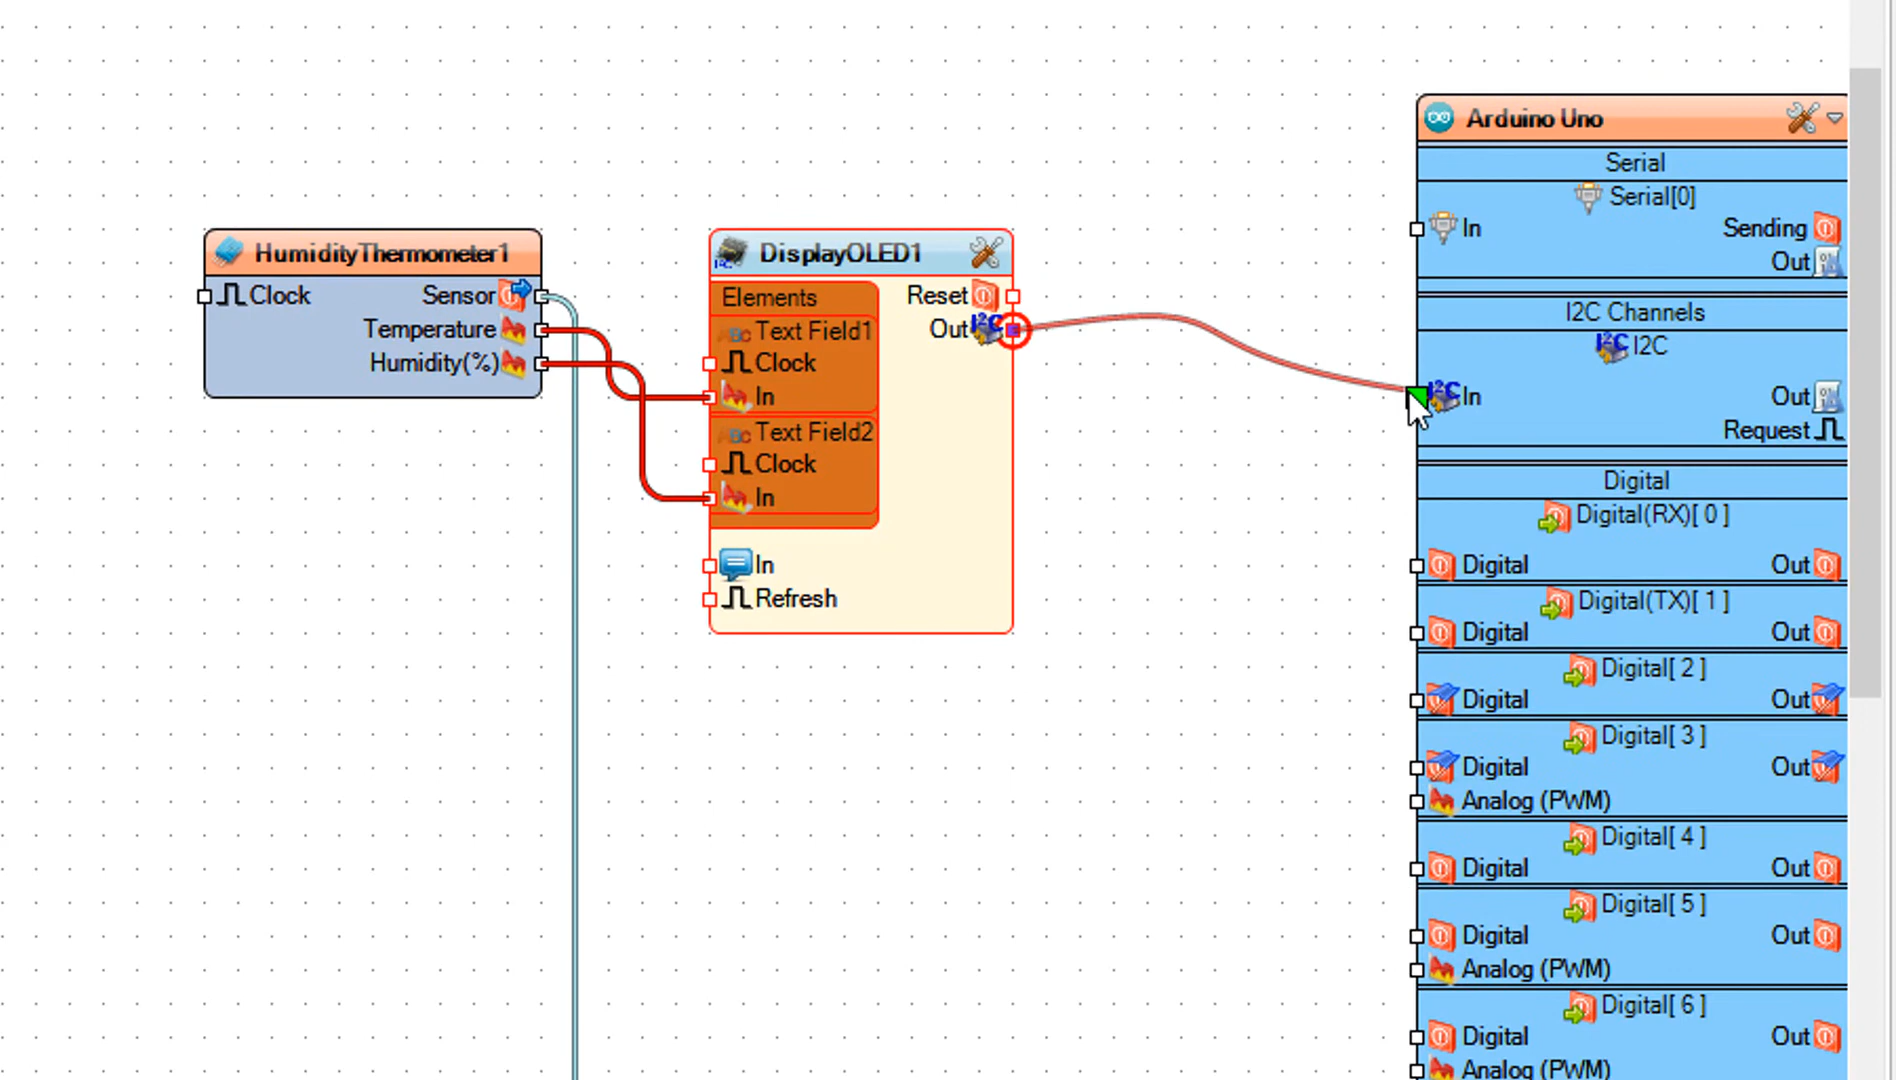 HumidityThermometer1
Clock
Sensor
Temperature
Humidity(%)
DisplayOLED1
Elements
Text Field1
Clock
In
Text Field2
Clock
In
In
Refresh
Reset
Out
I2C
Arduino Uno
Serial
Serial[0]
In
Sending
Out
I2C Channels
I2C I2C
I2C In
Out
Request
Digital
Digital(RX)[ 0 ]
Digital
Out
Digital(TX)[ 1 ]
Digital
Out
Digital[ 2 ]
Digital
Out
Digital[ 3 ]
Digital
Out
Analog (PWM)
Digital[ 4 ]
Digital
Out
Digital[ 5 ]
Digital
Out
Analog (PWM)
Digital[ 6 ]
Digital
Out
Analog (PWM)